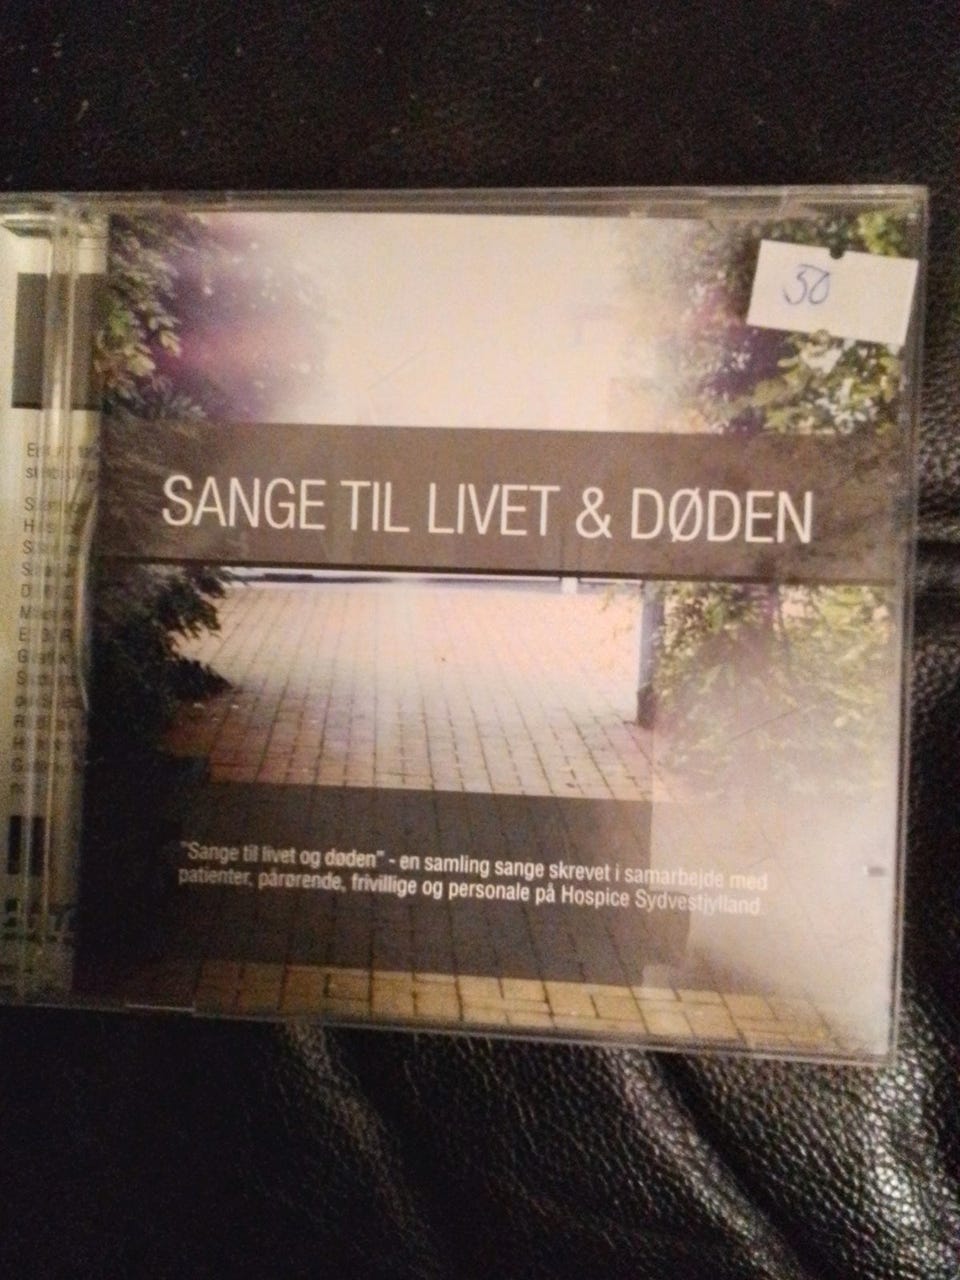 50
SANGE TIL LIVET & DØDEN
"Sange til livet og døden" - en samling sange skrevet i samarbejde med
patienter, pårørende, frivillige og personale på Hospice Sydvestjylland